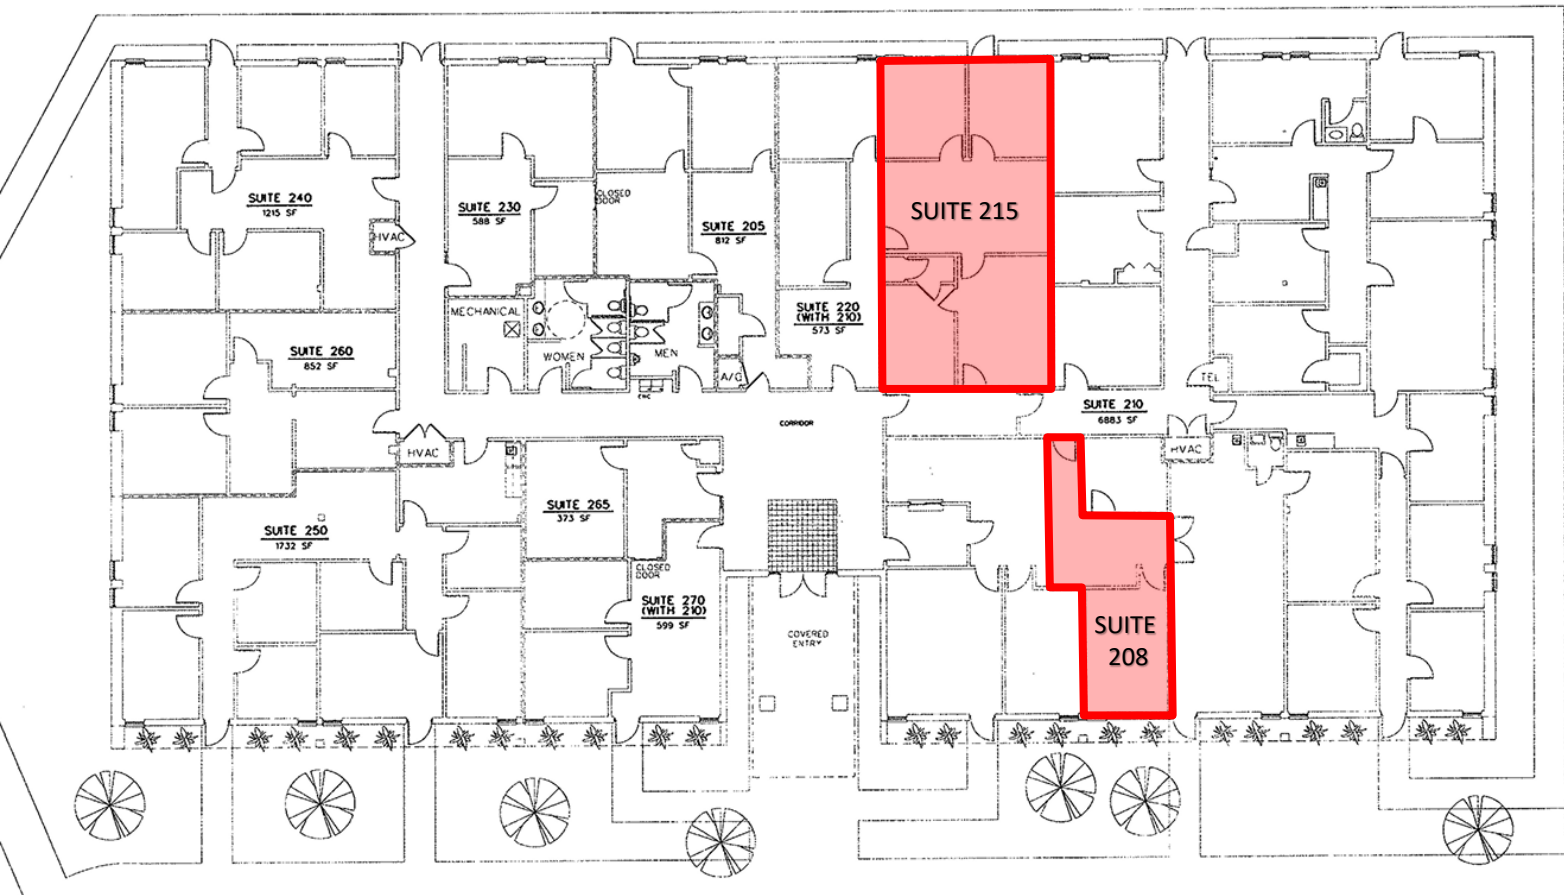 SUITE 240
1215 SF
HVAC
SUITE 230
588 SF
CLOSED
DOOR
SUITE 205
812 SF
SUITE 215
MECHANICAL
WOMEN
MEN
A/C
SUITE 220
(WITH 210)
573 SF
SUITE 260
852 SF
TEL
SUITE 210
6883 SF
CORRIDOR
HVAC
HVAC
SUITE 265
373 SF
SUITE 250
1732 SF
CLOSED
DOOR
SUITE 270
(WITH 210)
599 SF
COVERED
ENTRY
SUITE
208